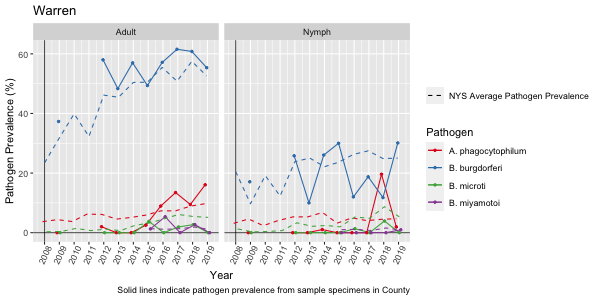 Warren
Adult
Nymph
Pathogen Prevalence (%)
60
40
20
0
2008 2009 2010 2011 2012 2013 2014 2015 2016 2017 2018 2019
2008 2009 2010 2011 2012 2013 2014 2015 2016 2017 2018 2019
Year
Solid lines indicate pathogen prevalence from sample specimens in County
NYS Average Pathogen Prevalence
Pathogen
A. phagocytophilum
B. burgdorferi
B. microti
B. miyamotoi